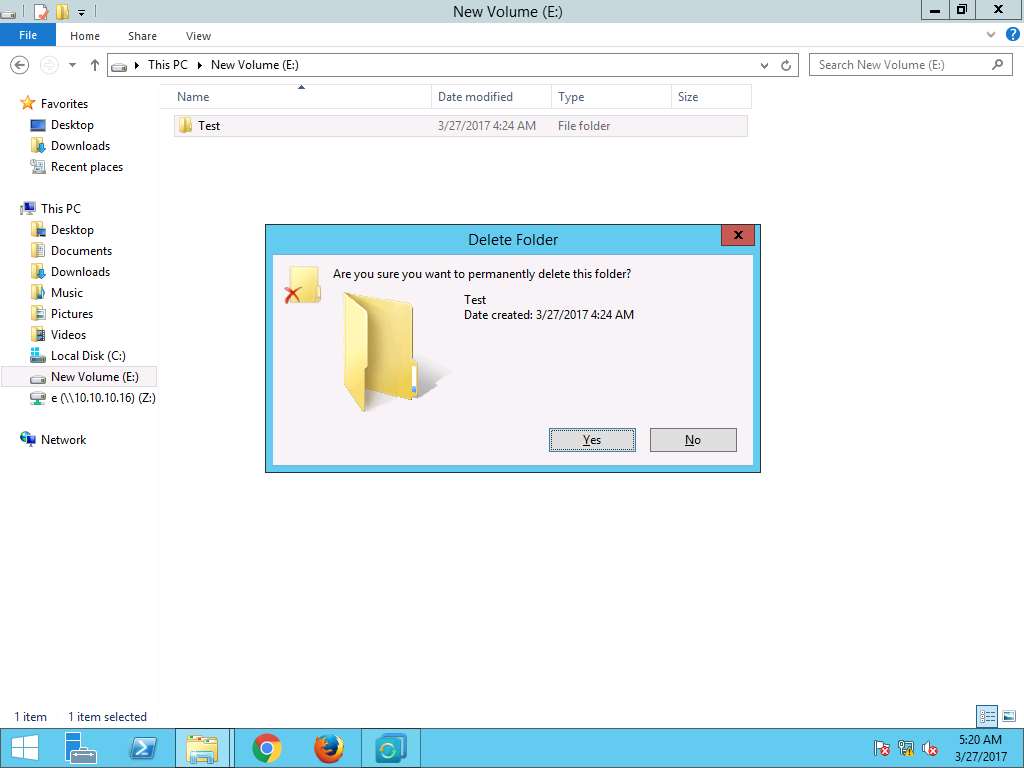 New Volume (E:)
File Home Share View
This PC New Volume (E:)
Search New Volume (E:)
Name Date modified Type Size
Test 3/27/2017 4:24 AM File folder
Favorites
Desktop
Downloads
Recent places
This PC
Desktop
Documents
Downloads
Music
Pictures
Videos
Local Disk (C:)
New Volume (E:)
e (\\10.10.10.16) (Z:)
Network
Delete Folder
Are you sure you want to permanently delete this folder?
Test
Date created: 3/27/2017 4:24 AM
Yes No
1 item 1 item selected
5:20 AM
3/27/2017